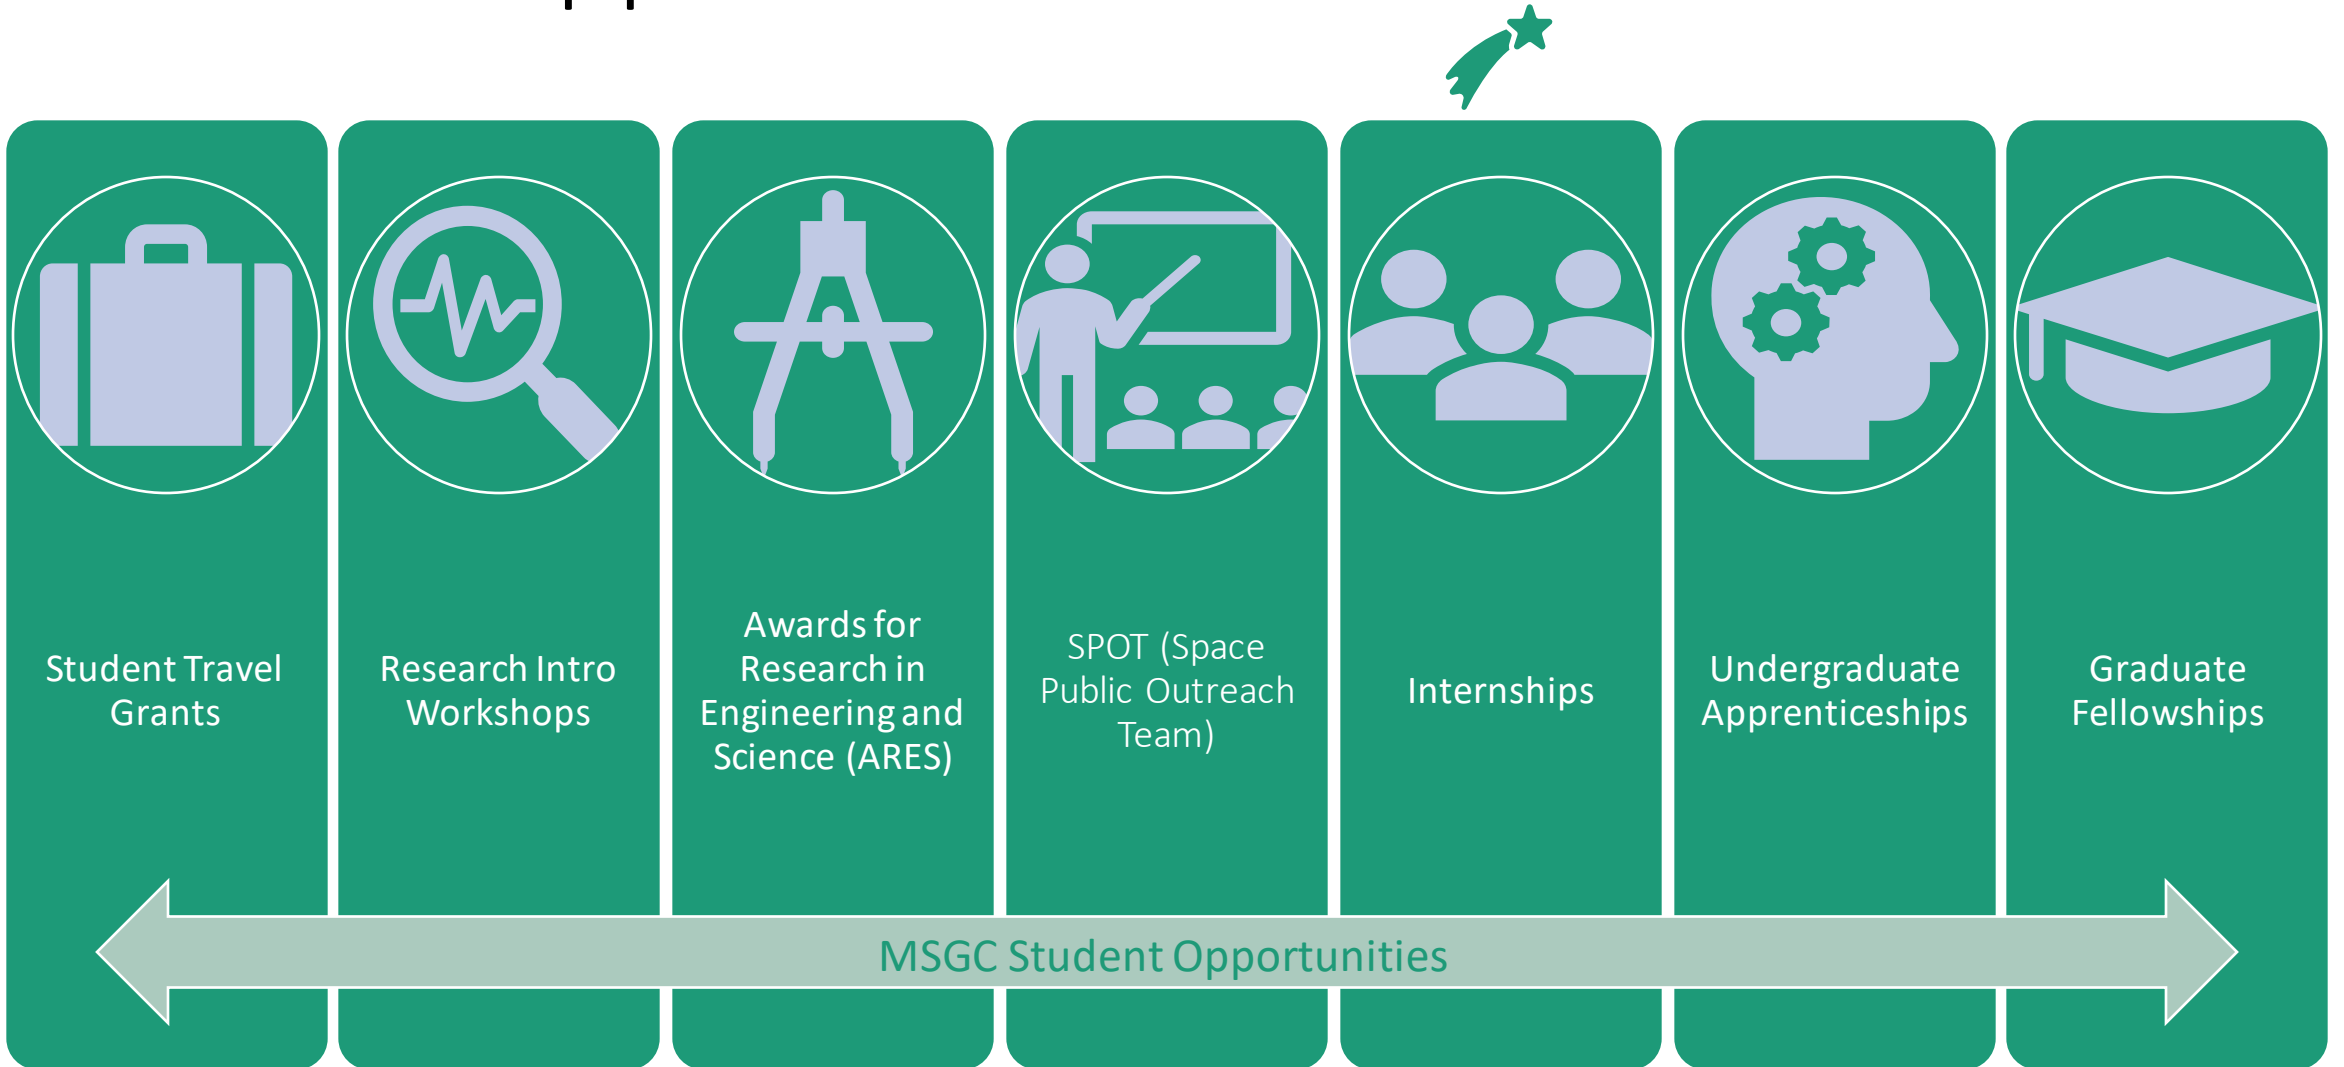 Student Travel
Grants
Research Intro
Workshops
Awards for
Research in
Engineering and
Science (ARES)
SPOT (Space
Public Outreach
Team)
Internships
Undergraduate
Apprenticeships
Graduate
Fellowships
MSGC Student Opportunities